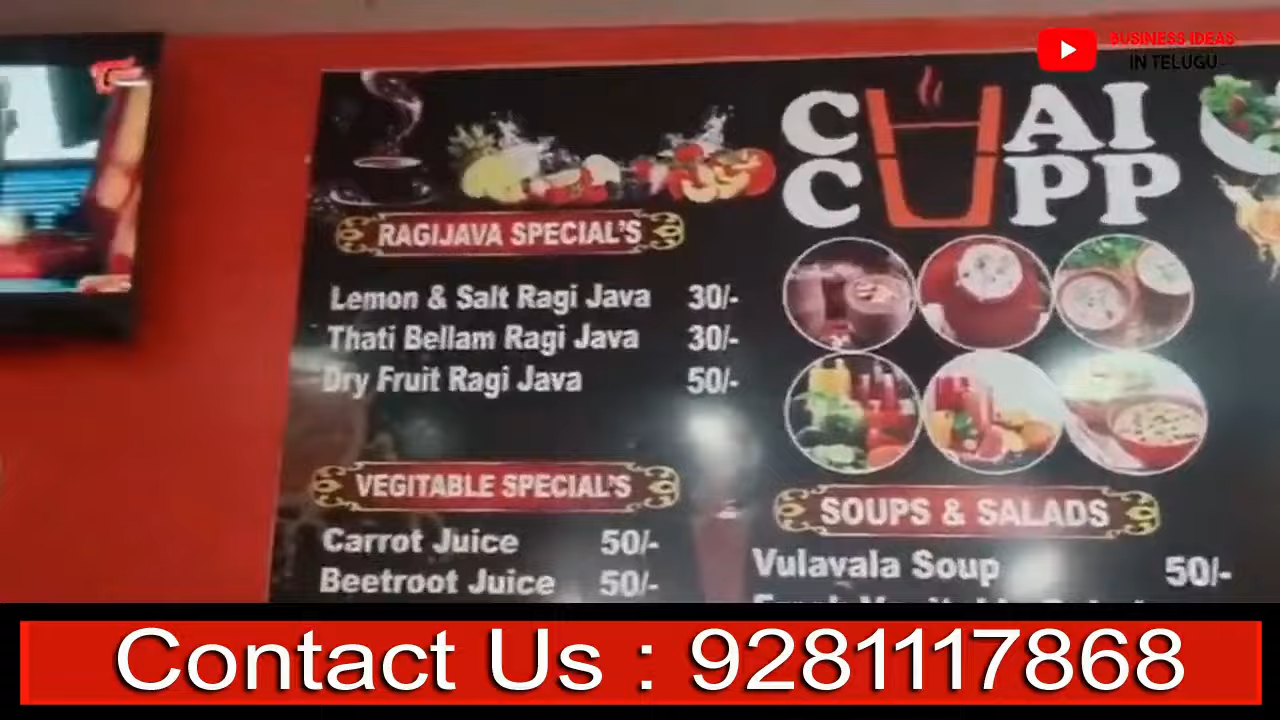 BUSINESS IDEAS
IN TELUGU
CHAI
CUPP
RAGIJAVA SPECIAL'S
Lemon & Salt Ragi Java 30/-
Thati Bellam Ragi Java 30/-
Dry Fruit Ragi Java 50/-
VEGITABLE SPECIAL'S
Carrot Juice 50/-
Beetroot Juice 50/-
SOUPS & SALADS
Vulavala Soup 50/-
Contact Us : 9281117868